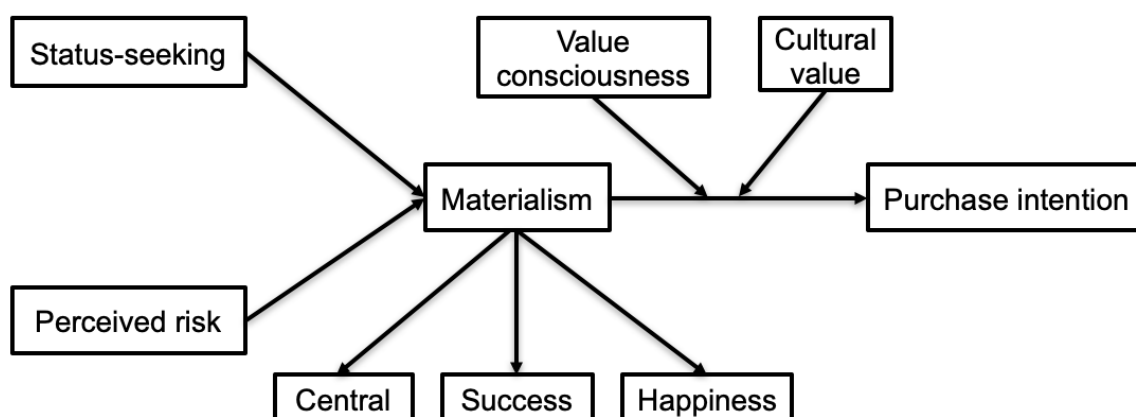 Status-seeking
Value
consciousness
Cultural
value
Materialism
Purchase intention
Perceived risk
Central
Success
Happiness